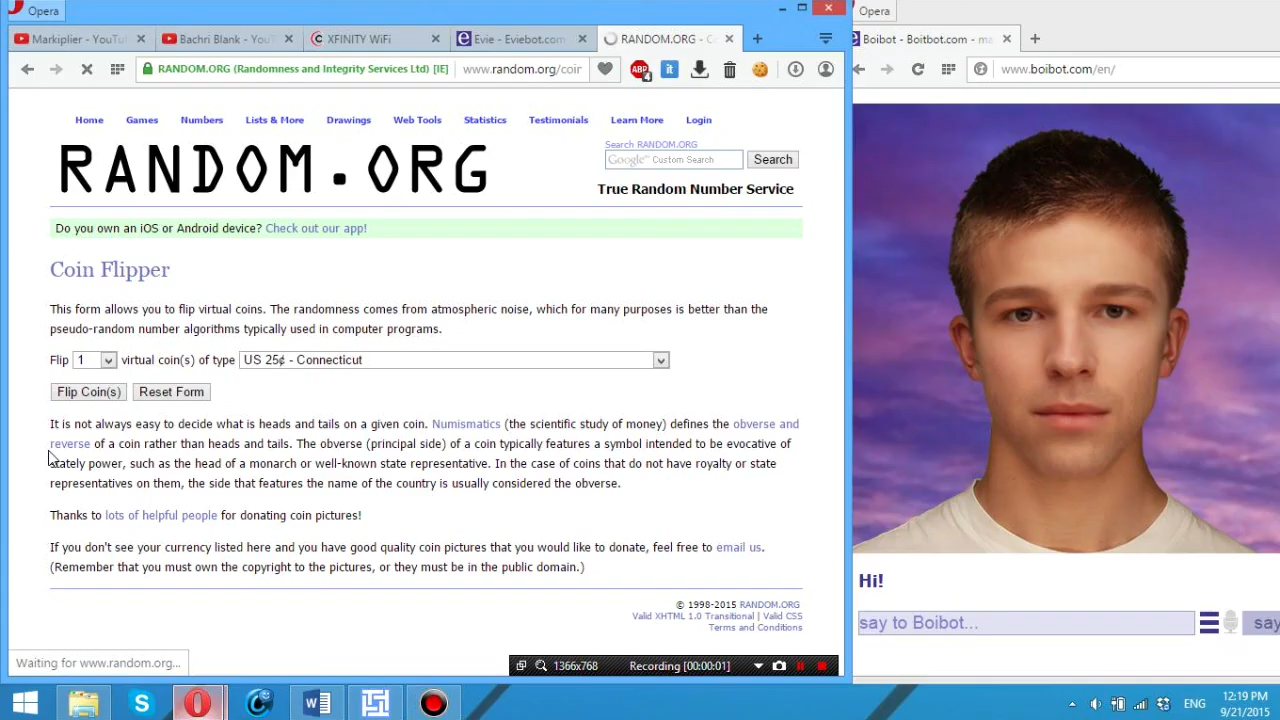 Opera
Markiplier - YouTu
Bachri Blank - YouT
XFINITY WiFi
Evie - Eviebot.com
RANDOM.ORG - C
RANDOM.ORG (Randomness and Integrity Services Ltd) [IE]
www.random.org/coin
ABP
4
it
Home
Games
Numbers
Lists & More
Drawings
Web Tools
Statistics
Testimonials
Learn More
Login
RANDOM.ORG
Search RANDOM.ORG
Google™ Custom Search
Search
True Random Number Service
Do you own an iOS or Android device? Check out our app!
Coin Flipper
This form allows you to flip virtual coins. The randomness comes from atmospheric noise, which for many purposes is better than the
pseudo-random number algorithms typically used in computer programs.
Flip 1 virtual coin(s) of type US 25¢ - Connecticut
Flip Coin(s)
Reset Form
It is not always easy to decide what is heads and tails on a given coin. Numismatics (the scientific study of money) defines the obverse and
reverse of a coin rather than heads and tails. The obverse (principal side) of a coin typically features a symbol intended to be evocative of
stately power, such as the head of a monarch or well-known state representative. In the case of coins that do not have royalty or state
representatives on them, the side that features the name of the country is usually considered the obverse.
Thanks to lots of helpful people for donating coin pictures!
If you don't see your currency listed here and you have good quality coin pictures that you would like to donate, feel free to email us.
(Remember that you must own the copyright to the pictures, or they must be in the public domain.)
© 1998-2015 RANDOM.ORG
Valid XHTML 1.0 Transitional | Valid CSS
Terms and Conditions
Waiting for www.random.org...
1366x768
Recording [00:00:01]
Opera
Boibot - Boitbot.com - ma
www.boibot.com/en/
Hi!
say to Boibot...
say
ENG
12:19 PM
9/21/2015